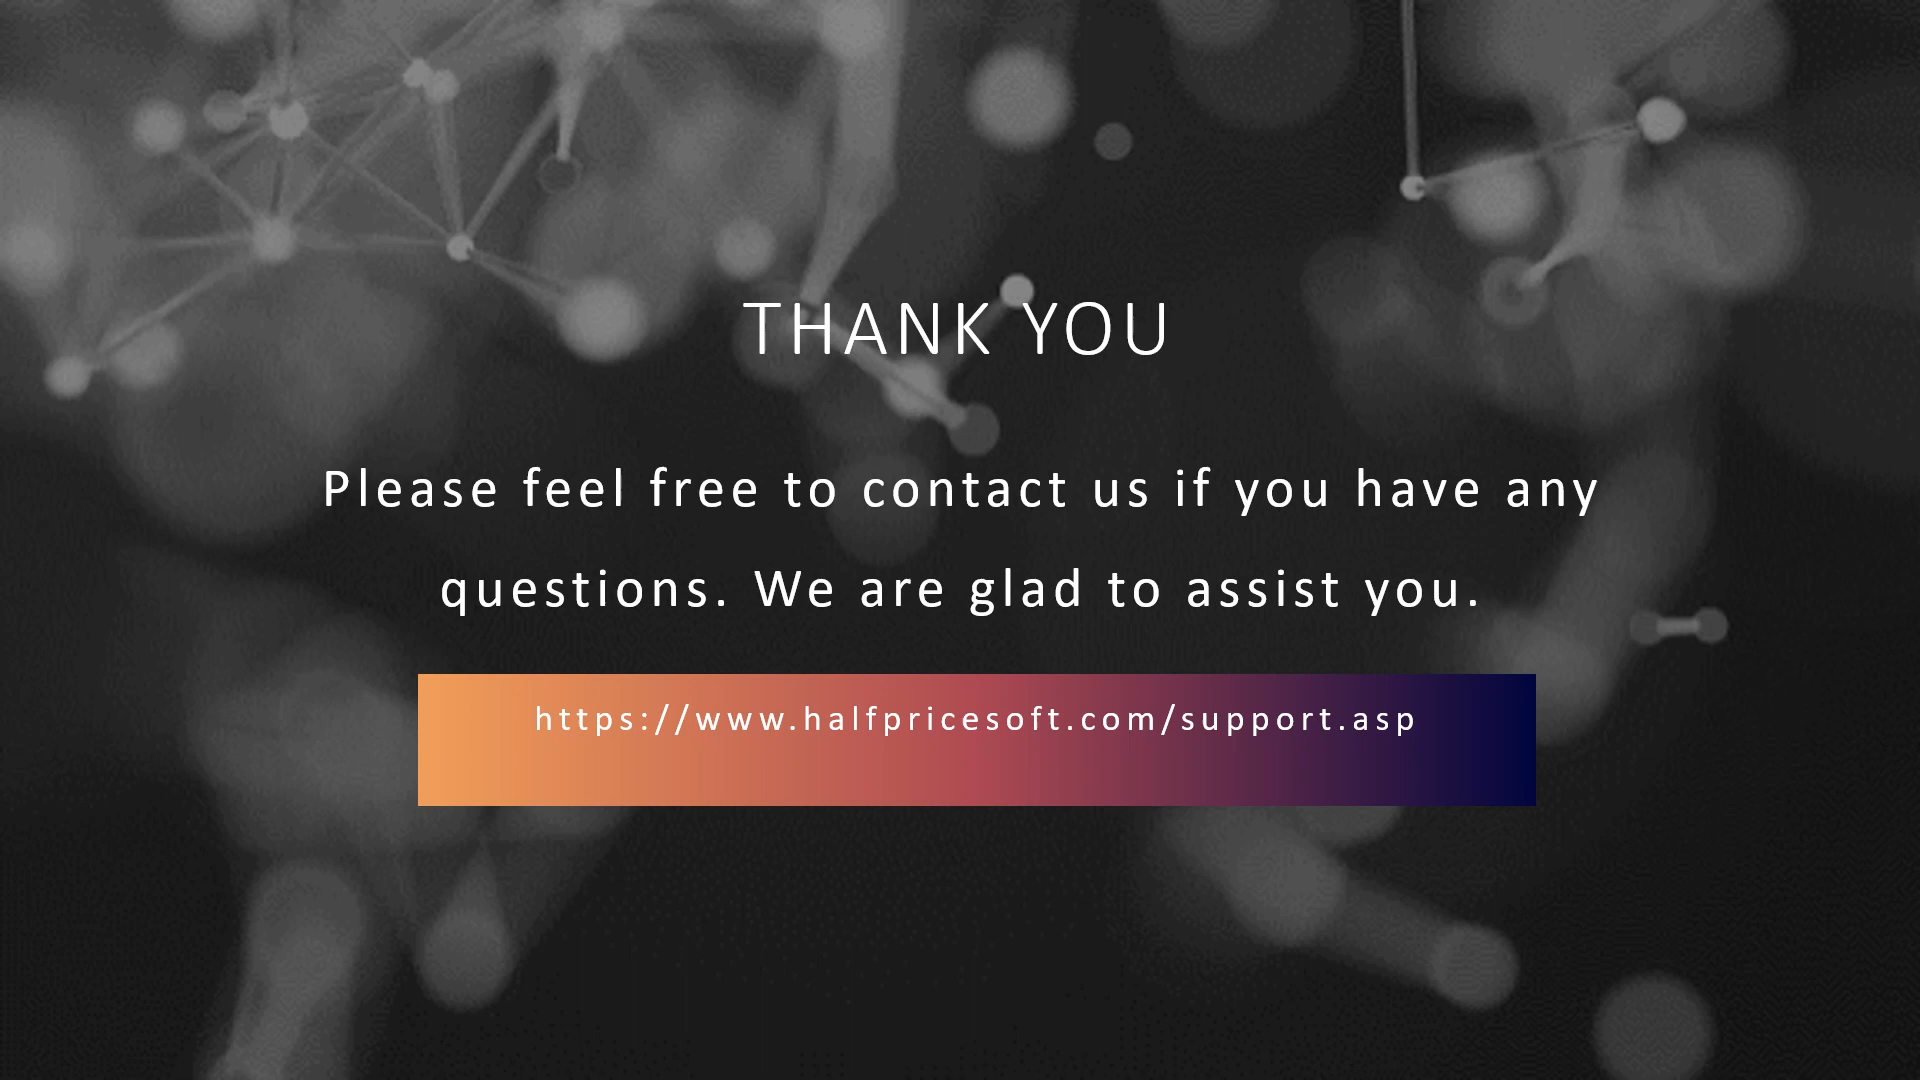 THANK YOU
Please feel free to contact us if you have any
questions. We are glad to assist you.
https://www.halfpricesoft.com/support.asp